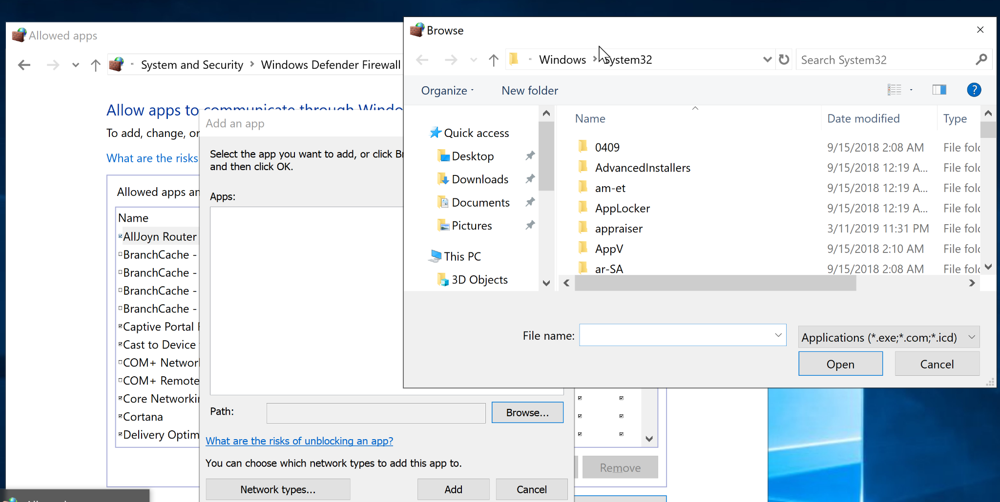 Allowed apps
System and Security > Windows Defender Firewall
Allow apps to communicate through Windo
To add, change, or
What are the risks
Allowed apps an
Name
AllJoyn Router
BranchCache -
BranchCache -
BranchCache -
BranchCache -
Captive Portal
Cast to Device
COM+ Networ
COM+ Remote
Core Networkin
Cortana
Delivery Optim
Remove
Add an app
Select the app you want to add, or click Br
and then click OK.
Apps:
Path:
Browse...
What are the risks of unblocking an app?
You can choose which network types to add this app to.
Network types...
Add
Cancel
Browse
Windows > System32
Search System32
Organize
New folder
?
Quick access
Desktop
Downloads
Documents
Pictures
This PC
3D Objects
Name Date modified Type
0409 9/15/2018 2:08 AM File fol
AdvancedInstallers 9/15/2018 12:19 A... File fol
am-et 9/15/2018 12:19 A... File fol
AppLocker 9/15/2018 12:19 A... File fol
appraiser 3/11/2019 11:31 PM File fol
AppV 9/15/2018 2:10 AM File fol
ar-SA 9/15/2018 2:08 AM File fol
File name:
Applications (*.exe;*.com;*.icd)
Open
Cancel